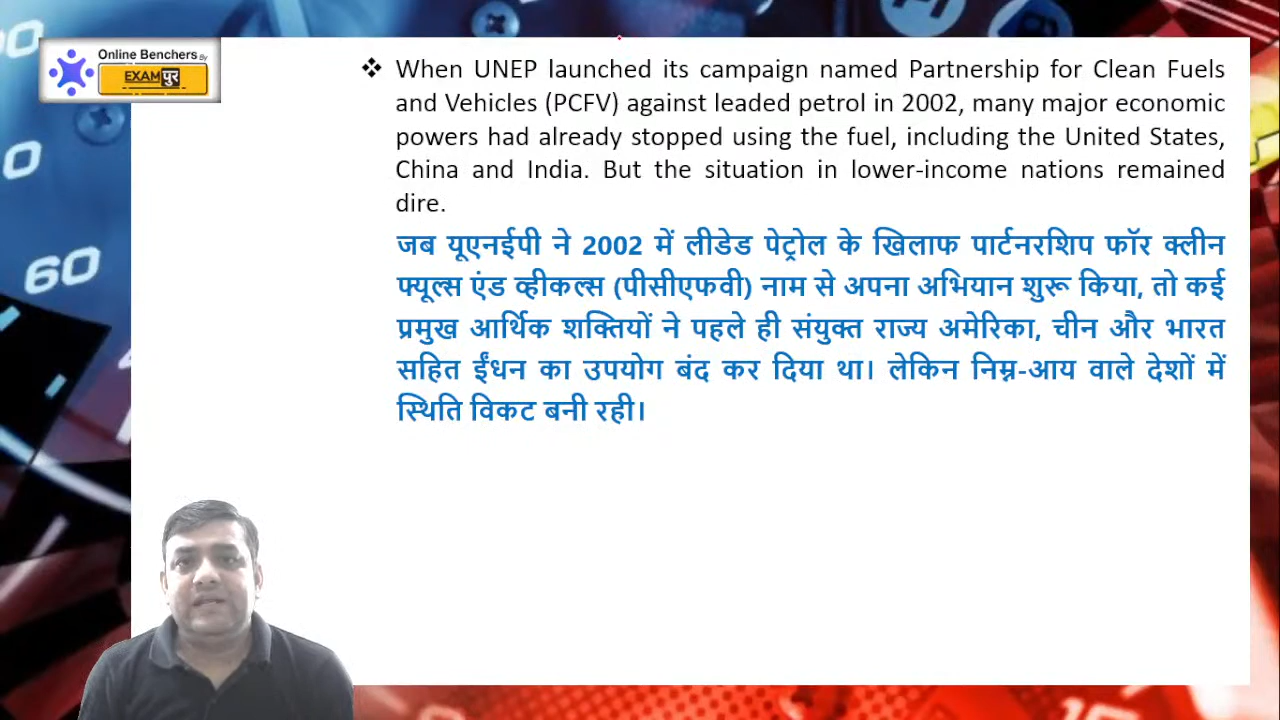 Online Benchers By
EXAMपुर
❖ When UNEP launched its campaign named Partnership for Clean Fuels
and Vehicles (PCFV) against leaded petrol in 2002, many major economic
powers had already stopped using the fuel, including the United States,
China and India. But the situation in lower-income nations remained
dire.
जब यूएनईपी ने 2002 में लीडेड पेट्रोल के खिलाफ पार्टनरशिप फॉर क्लीन
फ्यूल्स एंड व्हीकल्स (पीसीएफवी) नाम से अपना अभियान शुरू किया, तो कई
प्रमुख आर्थिक शक्तियों ने पहले ही संयुक्त राज्य अमेरिका, चीन और भारत
सहित ईंधन का उपयोग बंद कर दिया था। लेकिन निम्न-आय वाले देशों में
स्थिति विकट बनी रही।
60